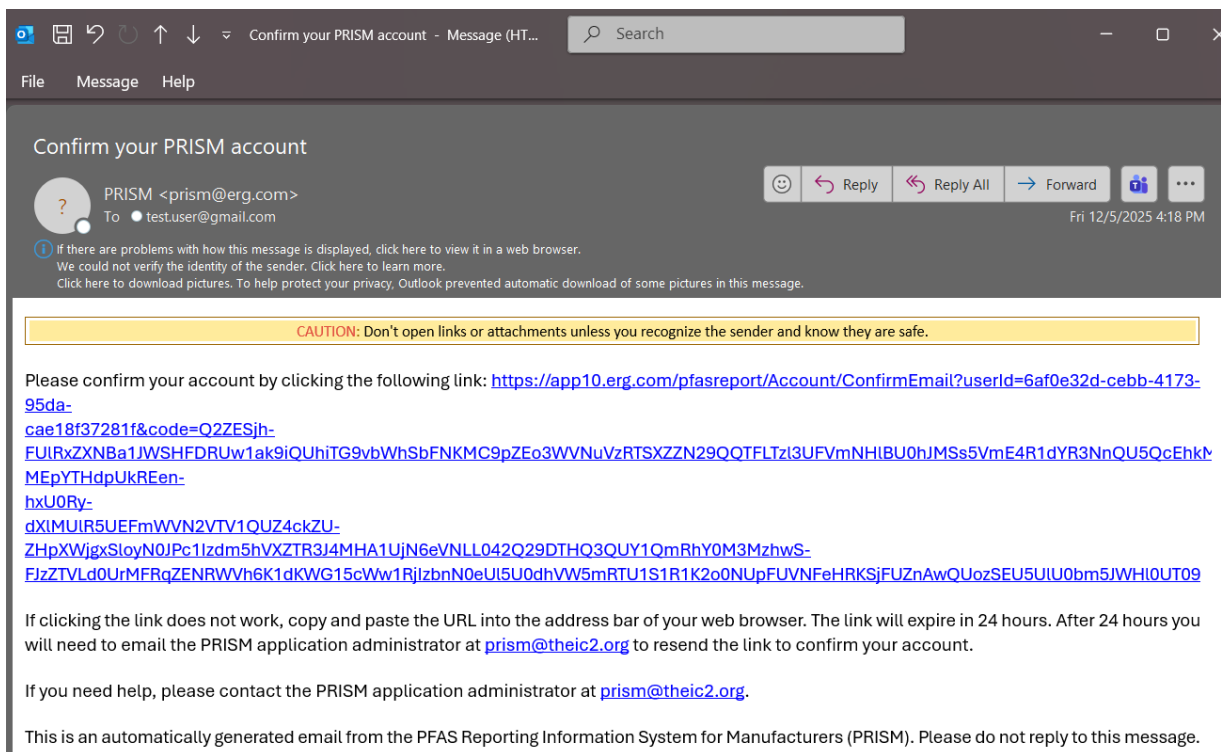 Confirm your PRISM account - Message (HT...
Search
File Message Help
Confirm your PRISM account
?
PRISM <prism@erg.com>
Reply Reply All Forward
To test.user@gmail.com
Fri 12/5/2025 4:18 PM
If there are problems with how this message is displayed, click here to view it in a web browser.
We could not verify the identity of the sender. Click here to learn more.
Click here to download pictures. To help protect your privacy, Outlook prevented automatic download of some pictures in this message.
CAUTION: Don't open links or attachments unless you recognize the sender and know they are safe.
Please confirm your account by clicking the following link: https://app10.erg.com/pfasreport/Account/ConfirmEmail?userId=6af0e32d-cebb-4173-
95da-
cae18f37281f&code=Q2ZESjh-
FUlRxZXNBa1JWSHFDRUw1ak9iQUhiTG9vbWhSbFNKMC9pZEo3WVNuVzRTSXZZN29QQTFLTzl3UFVmNHlBU0hJMSs5VmE4R1dYR3NnQU5QcEhkM
MEpYTHdpUkREen-
hxU0Ry-
dXlMUlR5UEFmWVN2VTV1QUZ4ckZU-
ZHpXWjgxSloyN0JPc1Izdm5hVXZTR3J4MHA1UjN6eVNLL042Q29DTHQ3QUY1QmRhY0M3MzhwS-
FJzZTVLd0UrMFRqZENRWVh6K1dKWG15cWw1RjlzbnN0eUl5U0dhVW5mRTU1S1R1K2o0NUpFUVNFeHRKSjFUZnAwQUozSEU5UlU0bm5JWHl0UT09
If clicking the link does not work, copy and paste the URL into the address bar of your web browser. The link will expire in 24 hours. After 24 hours you
will need to email the PRISM application administrator at prism@theic2.org to resend the link to confirm your account.
If you need help, please contact the PRISM application administrator at prism@theic2.org.
This is an automatically generated email from the PFAS Reporting Information System for Manufacturers (PRISM). Please do not reply to this message.